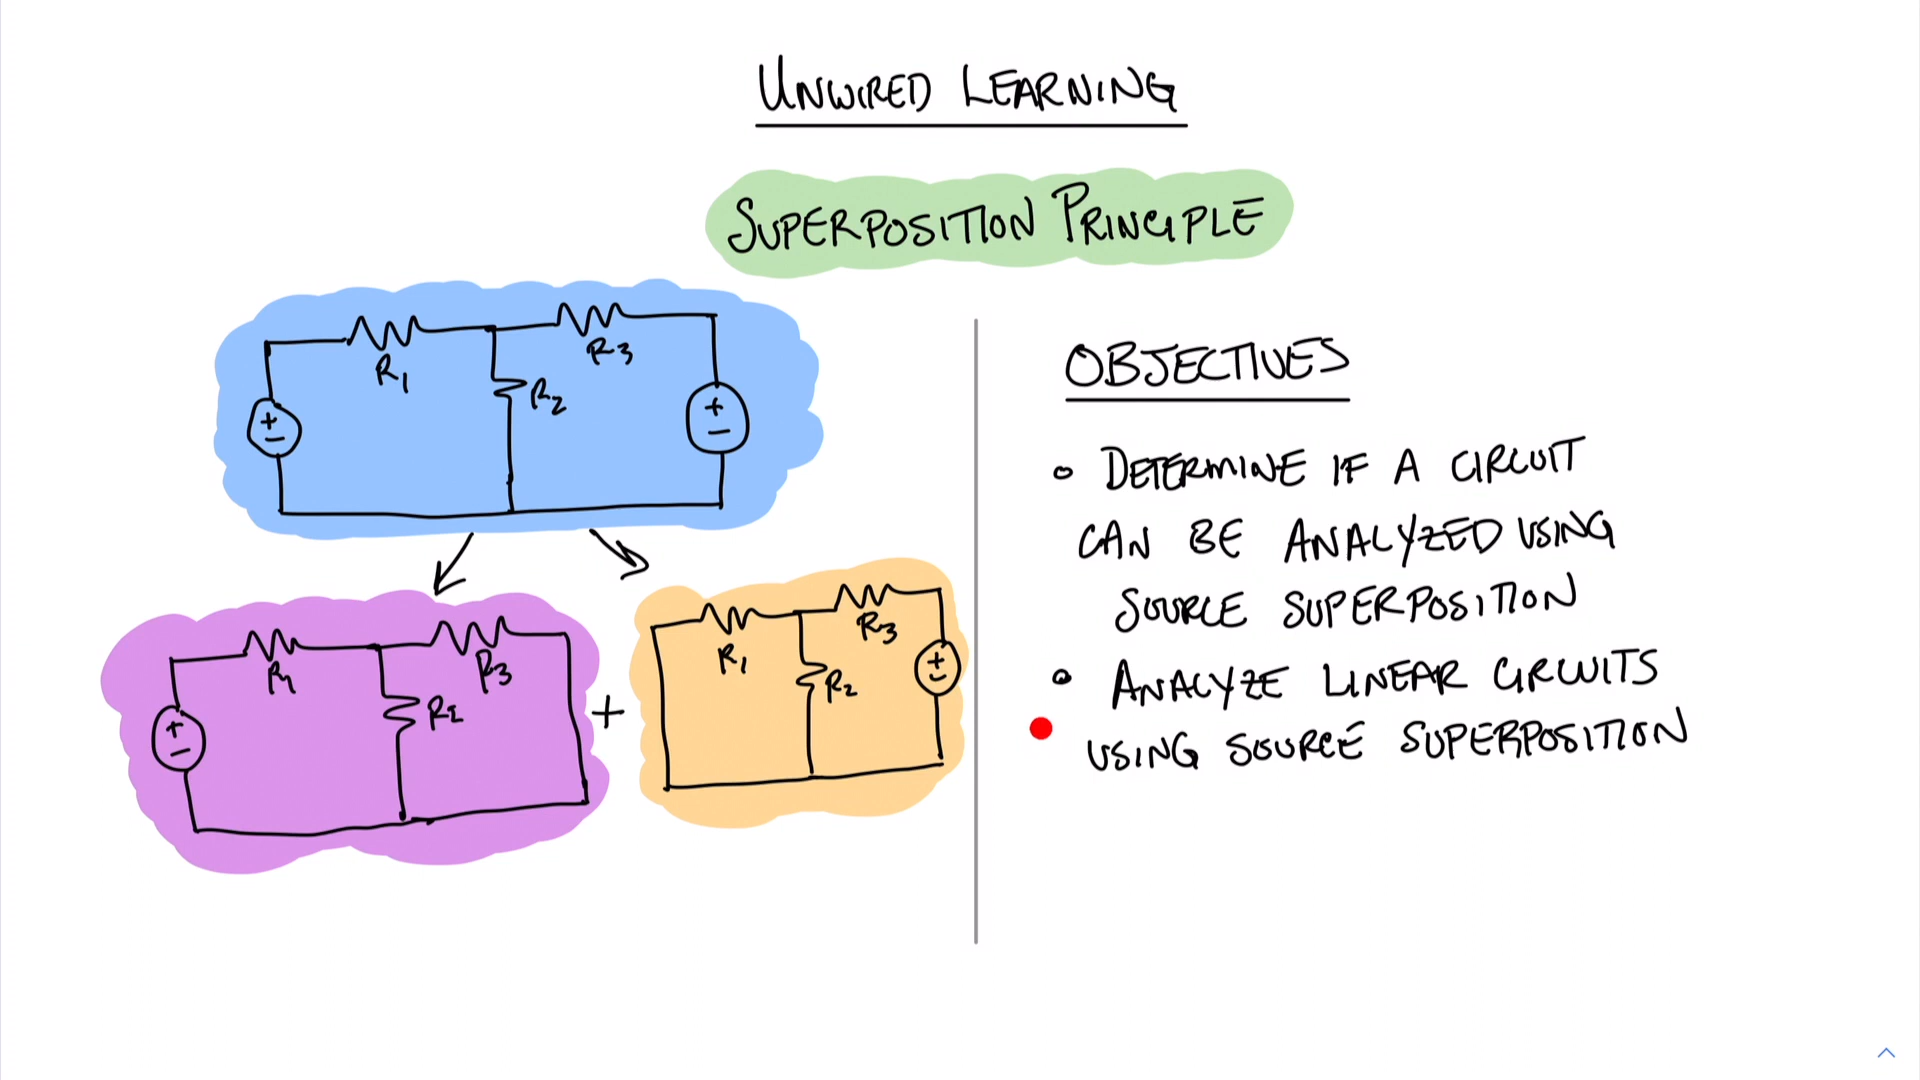 UNWIRED LEARNING
SUPERPOSITION PRINCIPLE
R1
R3
R2
+
−
+
−
R1
R3
R2
+
−
+
R1
R3
R2
+
−
OBJECTIVES
• DETERMINE IF A CIRCUIT
CAN BE ANALYZED USING
SOURCE SUPERPOSITION
• ANALYZE LINEAR CIRCUITS
USING SOURCE SUPERPOSITION